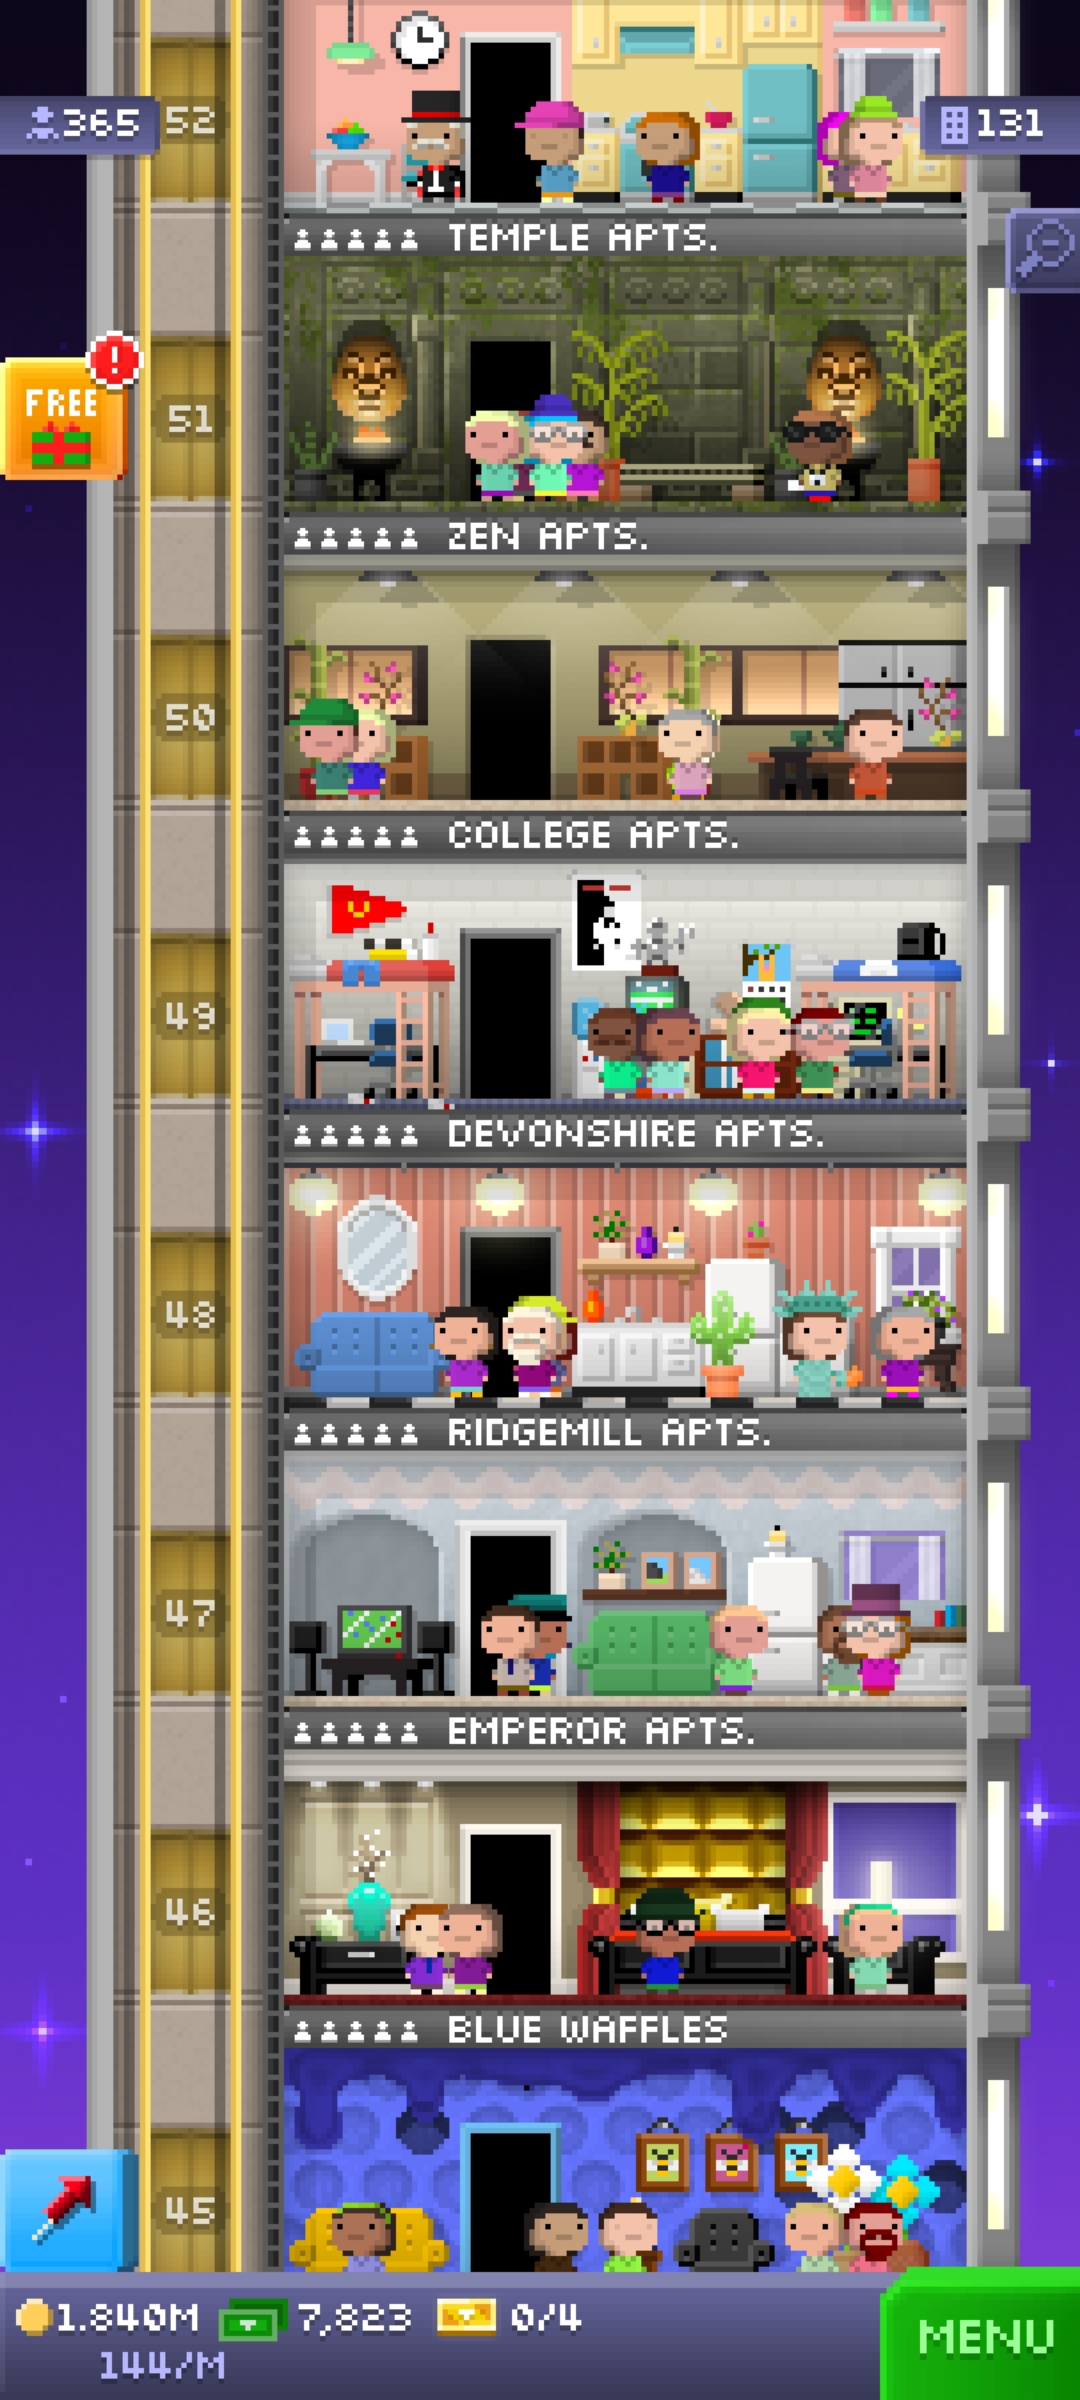 52
365
131
TEMPLE APTS.
FREE
!
51
ZEN APTS.
50
COLLEGE APTS.
49
DEVONSHIRE APTS.
48
RIDGEMILL APTS.
47
EMPEROR APTS.
46
BLUE WAFFLES
45
1.840M 7,823 0/4
144/M
MENU